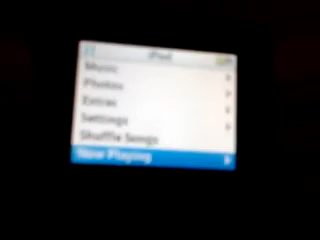 iPod
Music
Photos
Extras
Settings
Shuffle Songs
Now Playing